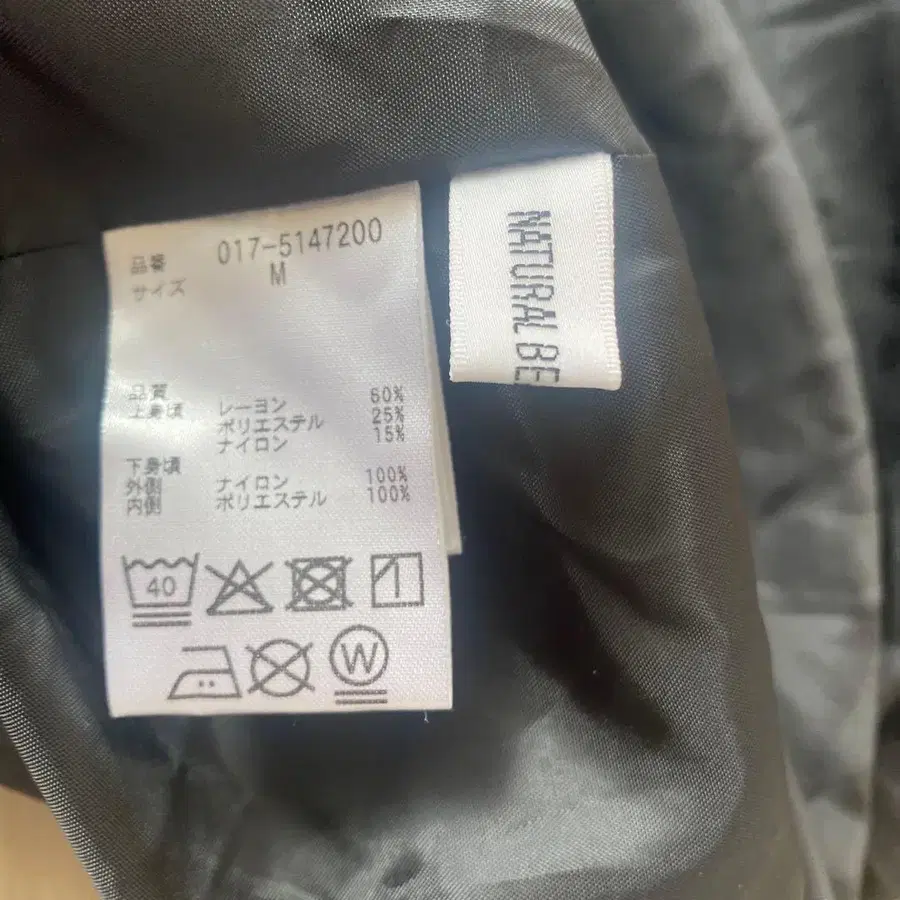 品番 017-5147200
サイズ M
品質
上身頃 レーヨン 60%
ポリエステル 25%
ナイロン 15%
下身頃
外側 ナイロン 100%
内側 ポリエステル 100%
40
W
NATURAL BE